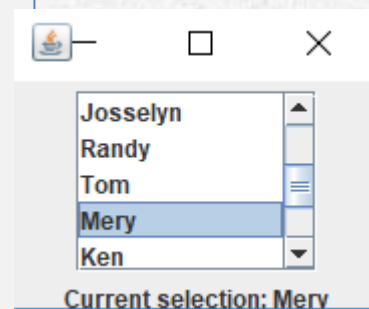 Josselyn
Randy
Tom
Mery
Ken
Current selection: Mery